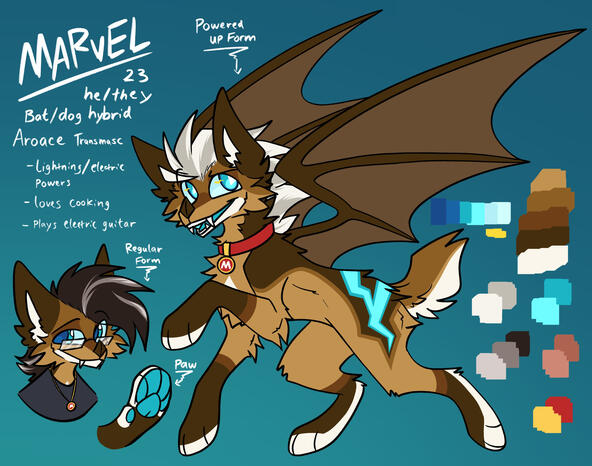 MARVEL
23
he/they
Bat/dog hybrid
Aroace Transmasc
- Lightning/electric
Powers
- loves cooking
- Plays electric guitar
Powered
up Form
Regular
Form
Paw
M